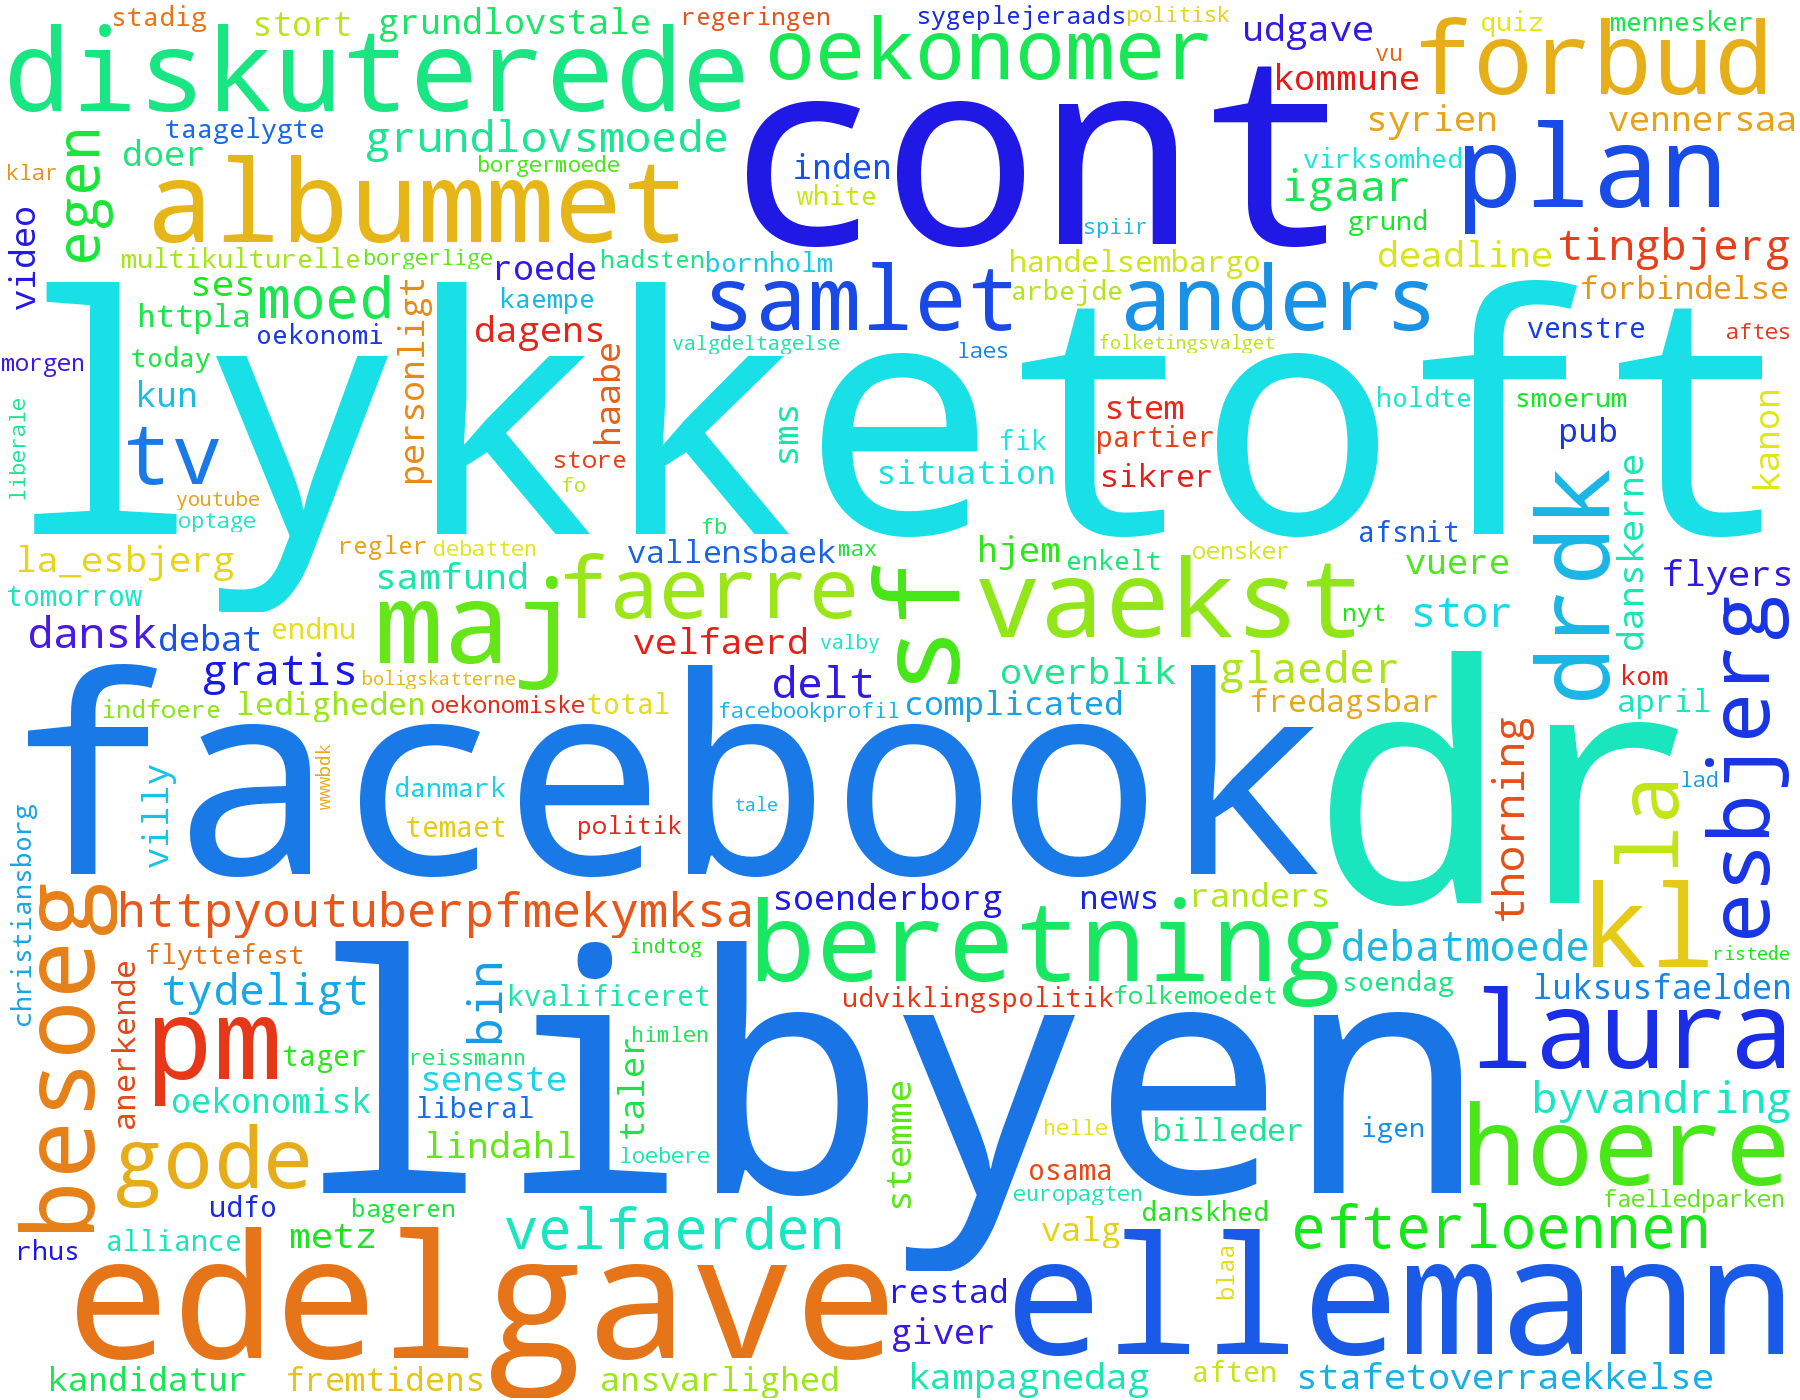 stadig
stort
grundlovstale
regeringen
sygeplejeraads
politisk
udgave
quiz
mennesker
diskuterede
oekonomer
vu
kommune
forbud
cont
taagelygte
grundlovsmoede
syrien
vennersaa
egen
doer
borgermoede
inden
virksomhed
plan
klar
albummet
white
igaar
grund
video
spiir
multikulturelle
borgerlige
roede
hadsten
bornholm
handelsembargo
deadline
tingbjerg
ses
moed
kaempe
samlet
arbejde
anders
forbindelse
httpla
oekonomi
personligt
dagens
valgdeltagelse
laes
folketingsvalget
venstre
aftes
morgen
today
lykketoft
kun
haabe
stem
holdte
smoerum
kanon
liberale
tv
sms
fik
partier
pub
store
situation
sikrer
youtube
fo
optage
fb
afsnit
drdk
danskerne
la_esbjerg
regler
debatten
vallensbaek
max
hjem
enkelt
oensker
vuere
flyers
tomorrow
samfund
faerre
sf
vaekst
nyt
stor
esbjerg
dansk
debat
endnu
maj
velfaerd
valby
gratis
boligskatterne
delt
overblik
glaeder
kom
indfoere
ledigheden
oekonomiske
total
facebookprofil
complicated
fredagsbar
april
facebook
dr
thorning
la
lad
villy
wwwbdk
danmark
tale
temaet
politik
christiansborg
besoeg
httpyoutuberpfmekymksa
soenderborg
news
randers
kl
beretning
debatmoede
flyttefest
indtog
ristede
anerkende
tydeligt
bin
kvalificeret
udviklingspolitik
folkemoedet
soendag
luksusfaelden
libyen
pm
tager
reissmann
taler
himlen
laura
seneste
oekonomisk
liberal
stemme
helle
billeder
igen
byvandring
gode
lindahl
loebere
osama
hoere
europagten
faelledparken
udfo
bageren
danskhed
rhus
alliance
metz
velfaerden
valg
blaa
efterloennen
edelgave
restad
ellemann
giver
kandidatur
fremtidens
ansvarlighed
kampagnedag
aften
stafetoverraekkelse